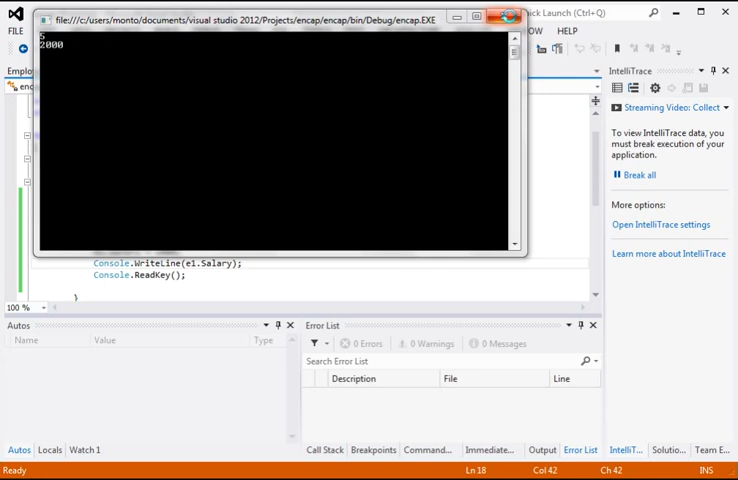 file:///c:/users/monto/documents/visual studio 2012/Projects/encap/encap/bin/Debug/encap.EXE
Quick Launch (Ctrl+Q)
5
2000
FILE
OW HELP
Emplo
enc
Console.WriteLine(e1.Salary);
Console.ReadKey();
}
100 %
IntelliTrace
Streaming Video: Collect
To view IntelliTrace data, you
must break execution of your
application.
Break all
More options:
Open IntelliTrace settings
Learn more about IntelliTrace
Autos
Name Value Type
Error List
0 Errors 0 Warnings 0 Messages
Search Error List
Description File Line
Autos Locals Watch 1
Call Stack Breakpoints Command... Immediate... Output Error List
IntelliT... Solutio... Team E...
Ready Ln 18 Col 42 Ch 42 INS